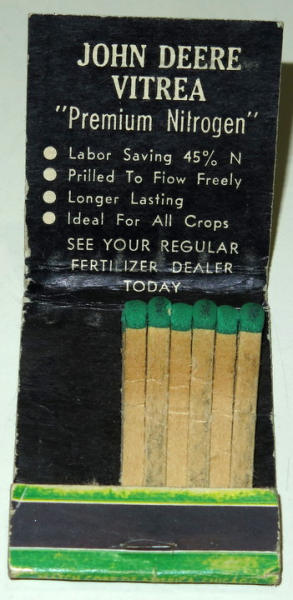 JOHN DEERE
VITREA
"Premium Nitrogen"
● Labor Saving 45% N
● Prilled To Flow Freely
● Longer Lasting
● Ideal For All Crops
SEE YOUR REGULAR
FERTILIZER DEALER
TODAY